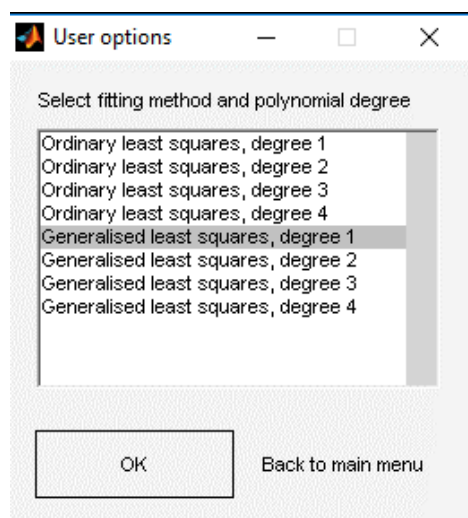 User options
Select fitting method and polynomial degree
Ordinary least squares, degree 1
Ordinary least squares, degree 2
Ordinary least squares, degree 3
Ordinary least squares, degree 4
Generalised least squares, degree 1
Generalised least squares, degree 2
Generalised least squares, degree 3
Generalised least squares, degree 4
OK
Back to main menu